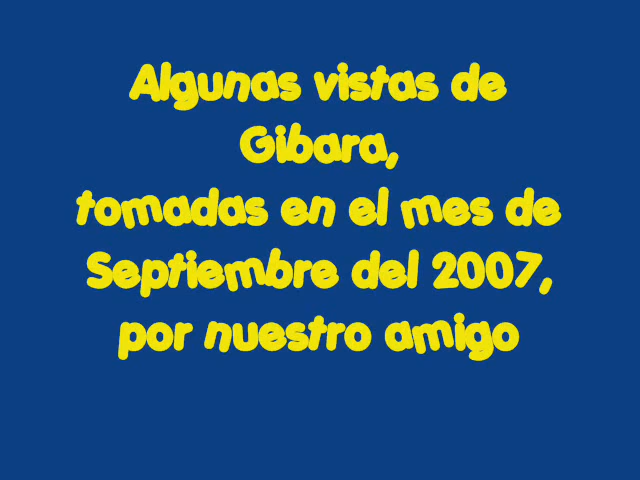 Algunas vistas de
Gibara,
tomadas en el mes de
Septiembre del 2007,
por nuestro amigo